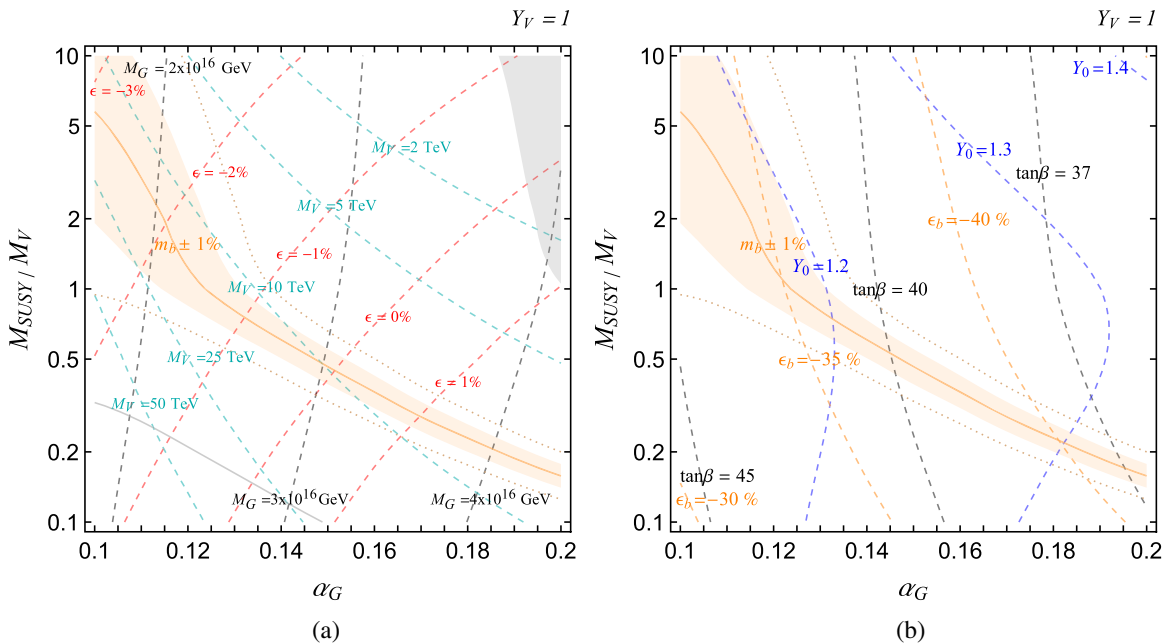 Y_V = 1
10
5
2
1
0.5
0.2
0.1
M_SUSY / M_V
M_G = 2x10^16 GeV
ϵ = −3%
ϵ = −2%
M_V = 2 TeV
M_V = 5 TeV
m_b ± 1%
ϵ = −1%
M_V = 10 TeV
ϵ = 0%
M_V = 25 TeV
ϵ = 1%
M_V = 50 TeV
M_G = 3x10^16 GeV
M_G = 4x10^16 GeV
0.1 0.12 0.14 0.16 0.18 0.2
α_G
(a)
Y_V = 1
10
5
2
1
0.5
0.2
0.1
M_SUSY / M_V
Y_0 = 1.4
Y_0 = 1.3
tanβ = 37
ϵ_b = −40 %
m_b ± 1%
Y_0 = 1.2
tanβ = 40
ϵ_b = −35 %
tanβ = 45
ϵ_b = −30 %
0.1 0.12 0.14 0.16 0.18 0.2
α_G
(b)